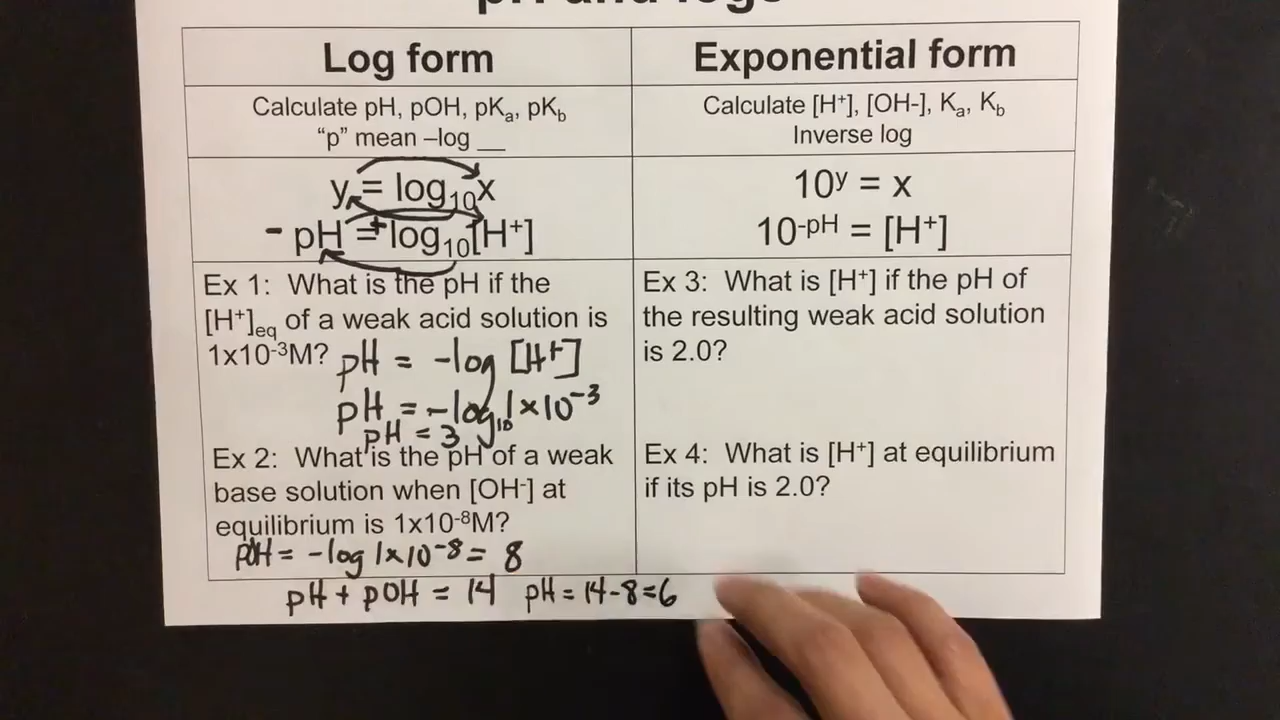 pH and logs
Log form
Exponential form
Calculate pH, pOH, pKa, pKb
"p" mean –log __
Calculate [H+], [OH-], Ka, Kb
Inverse log
y = log10x
- pH = + log10[H+]
10^y = x
10^-pH = [H+]
Ex 1: What is the pH if the
[H+]eq of a weak acid solution is
1x10^-3M?
pH = -log [H+]
pH = -log10 1x10^-3
pH = 3
Ex 3: What is [H+] if the pH of
the resulting weak acid solution
is 2.0?
Ex 2: What is the pH of a weak
base solution when [OH-] at
equilibrium is 1x10^-8M?
pOH = -log 1x10^-8 = 8
pH + pOH = 14 pH = 14-8=6
Ex 4: What is [H+] at equilibrium
if its pH is 2.0?